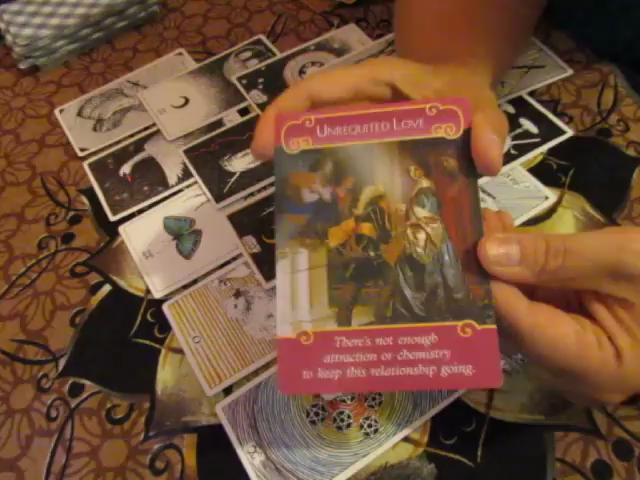 Unrequited Love
There's not enough
attraction or chemistry
to keep this relationship going.